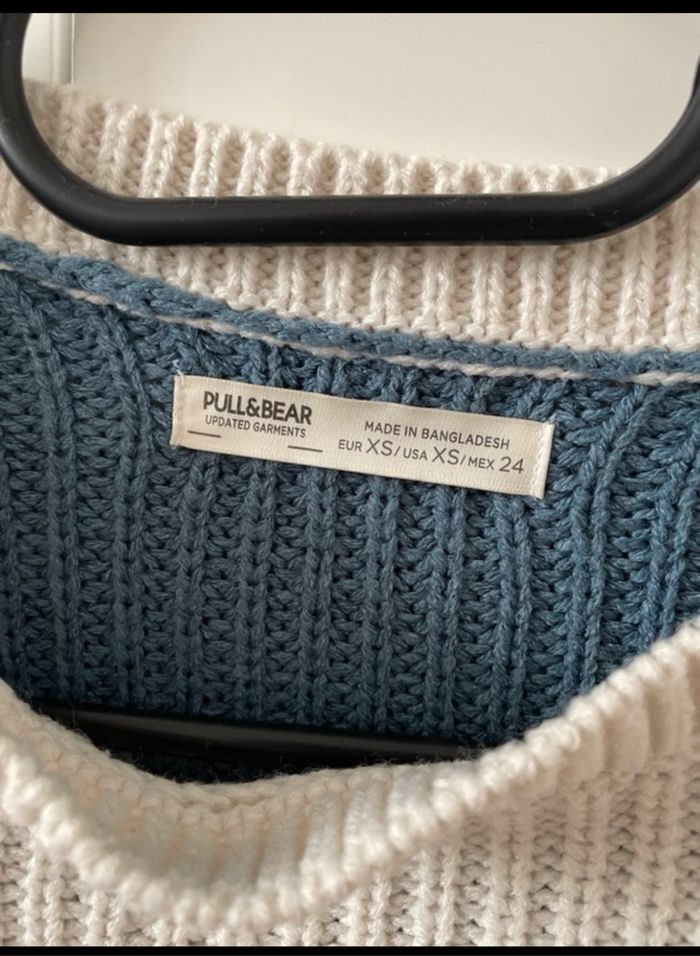 PULL&BEAR
UPDATED GARMENTS
MADE IN BANGLADESH
EUR XS/USA XS/MEX 24